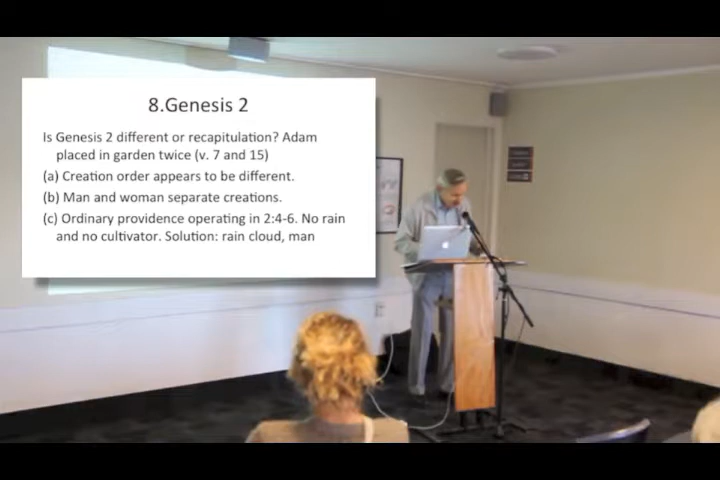 8.Genesis 2
Is Genesis 2 different or recapitulation? Adam
placed in garden twice (v. 7 and 15)
(a) Creation order appears to be different.
(b) Man and woman separate creations.
(c) Ordinary providence operating in 2:4-6. No rain
and no cultivator. Solution: rain cloud, man